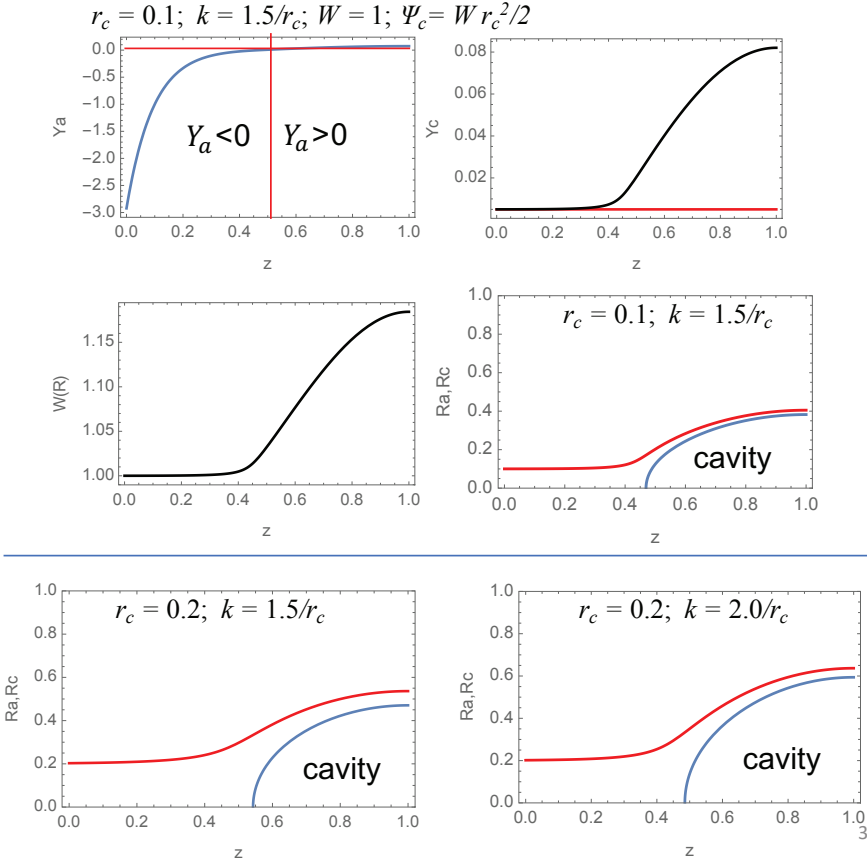 r_c = 0.1; k = 1.5/r_c; W = 1; Ψ_c = W r_c^2/2
0.0
-0.5
-1.0
-1.5
-2.0
-2.5
-3.0
Ya
Y_a<0
Y_a>0
0.0 0.2 0.4 0.6 0.8 1.0
z
0.08
0.06
0.04
0.02
Yc
0.0 0.2 0.4 0.6 0.8 1.0
z
1.15
1.10
1.05
1.00
W(R)
0.0 0.2 0.4 0.6 0.8 1.0
z
r_c = 0.1; k = 1.5/r_c
1.0
0.8
0.6
0.4
0.2
0.0
Ra,Rc
cavity
0.0 0.2 0.4 0.6 0.8 1.0
z
r_c = 0.2; k = 1.5/r_c
1.0
0.8
0.6
0.4
0.2
0.0
Ra,Rc
cavity
0.0 0.2 0.4 0.6 0.8 1.0
z
r_c = 0.2; k = 2.0/r_c
1.0
0.8
0.6
0.4
0.2
0.0
Ra,Rc
cavity
0.0 0.2 0.4 0.6 0.8 1.0
z
3